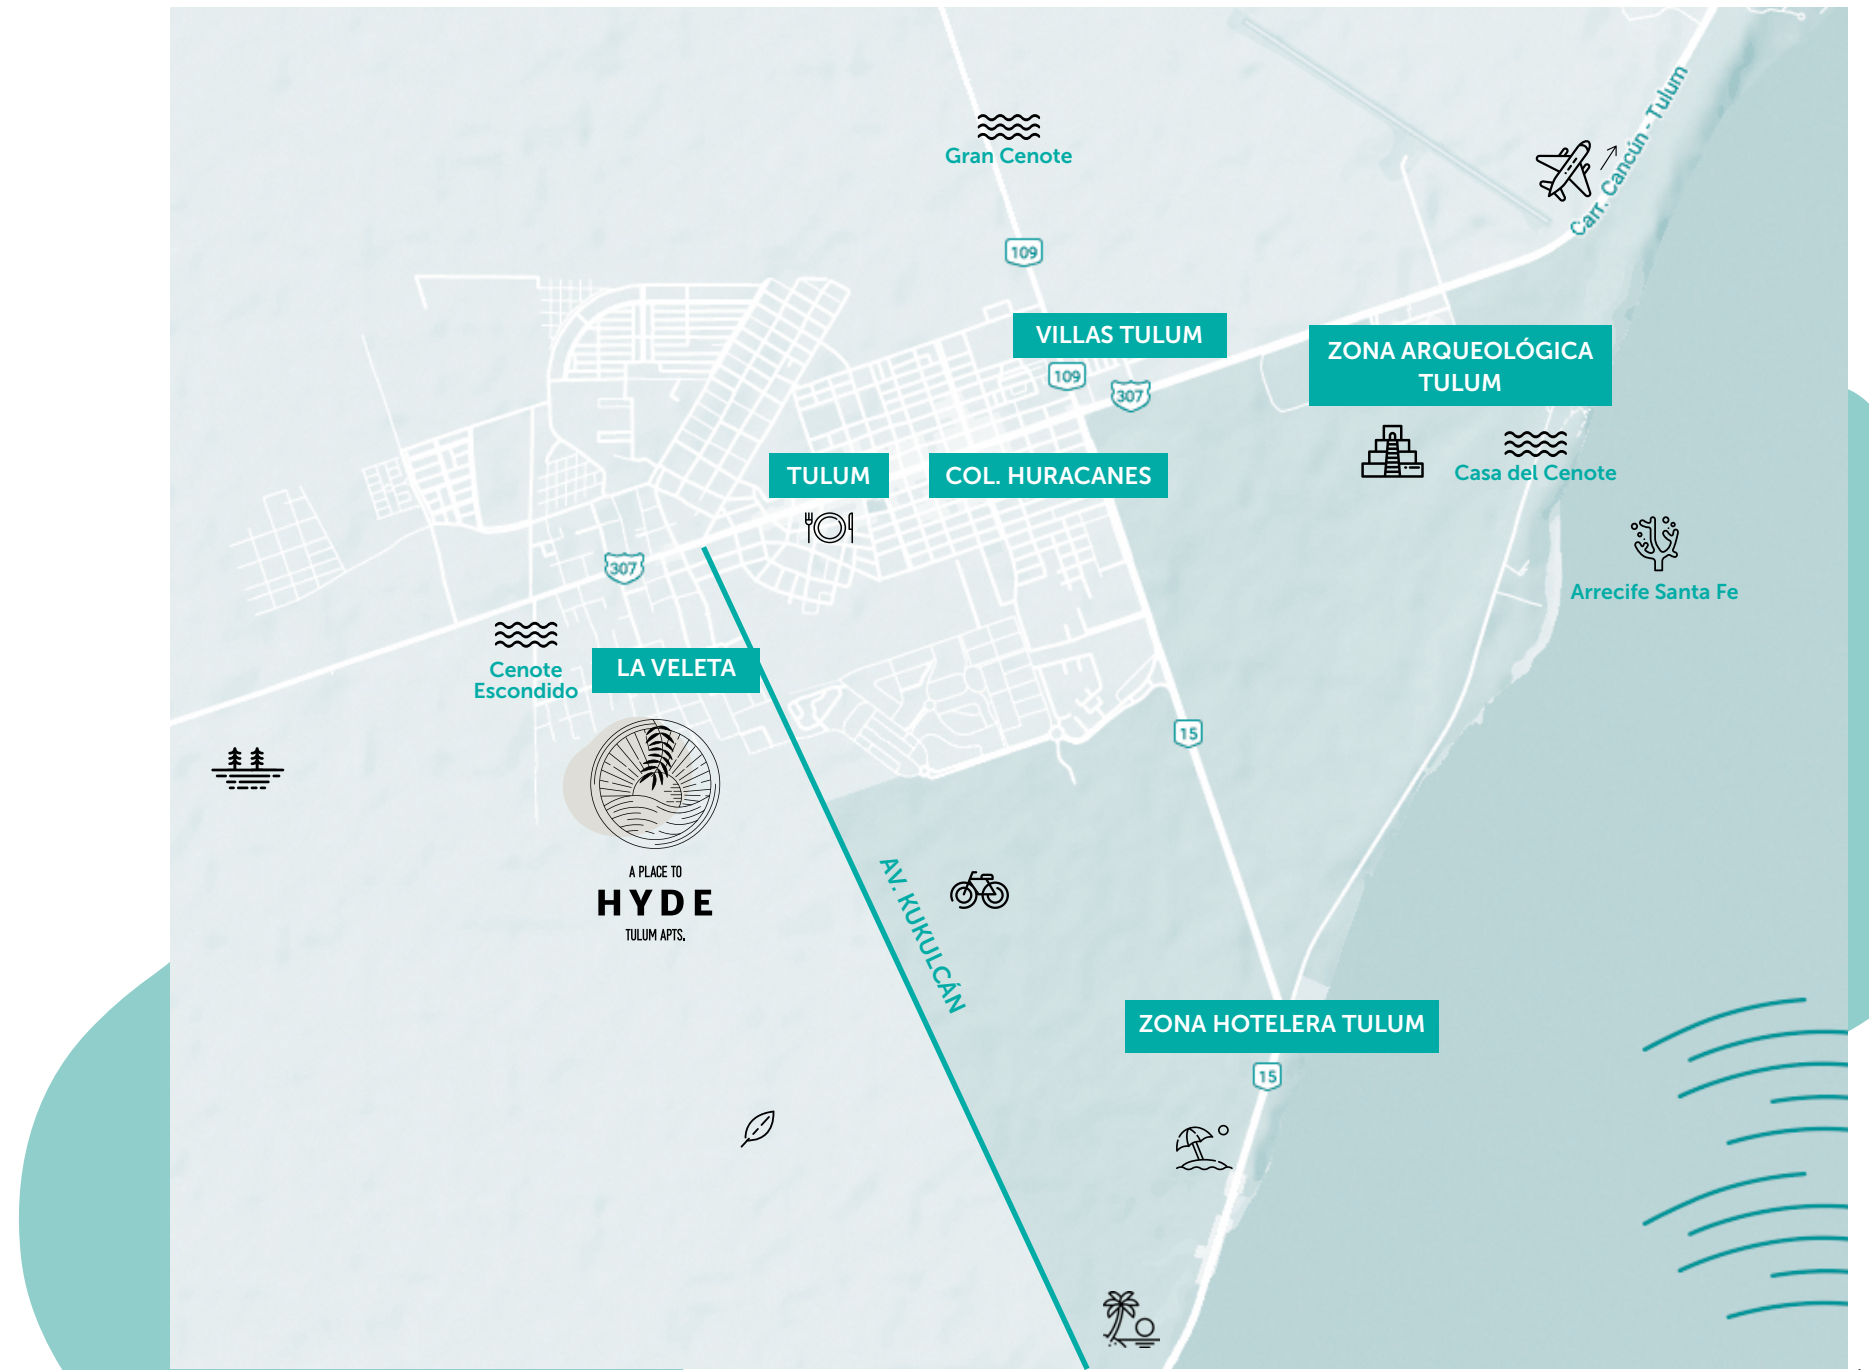 Carr. Cancún - Tulum
Gran Cenote
109
VILLAS TULUM
ZONA ARQUEOLÓGICA
TULUM
109
307
TULUM
COL. HURACANES
Casa del Cenote
307
Arrecife Santa Fe
Cenote
Escondido
LA VELETA
15
A PLACE TO
HYDE
TULUM APTS.
AV. KUKULCÁN
ZONA HOTELERA TULUM
15